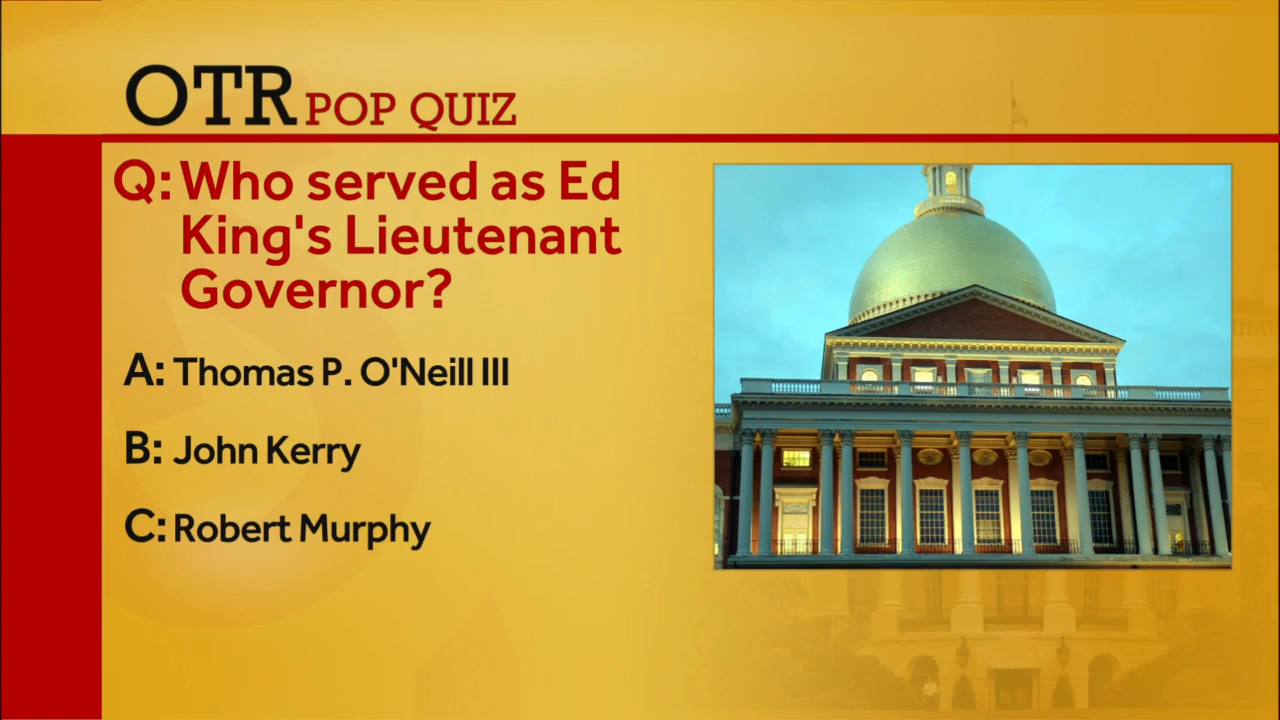 OTR POP QUIZ
Q: Who served as Ed
King's Lieutenant
Governor?
A: Thomas P. O'Neill III
B: John Kerry
C: Robert Murphy